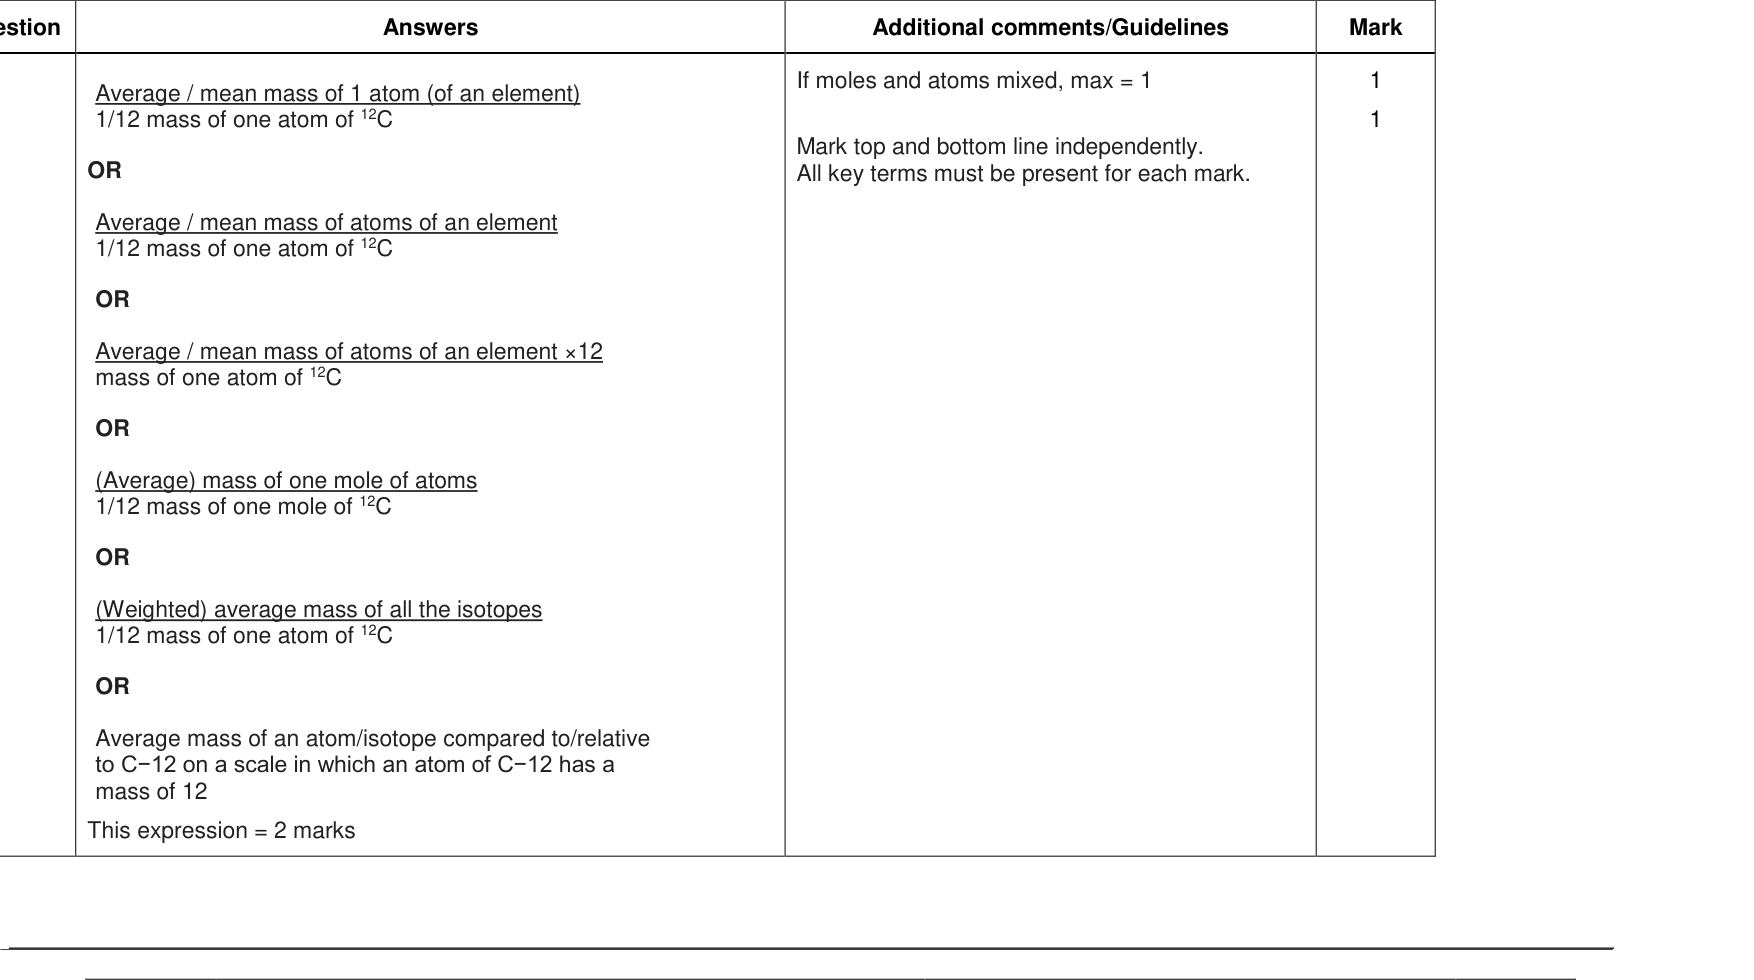 estion Answers Additional comments/Guidelines Mark
Average / mean mass of 1 atom (of an element)
1/12 mass of one atom of ¹²C
OR
Average / mean mass of atoms of an element
1/12 mass of one atom of ¹²C
OR
Average / mean mass of atoms of an element ×12
mass of one atom of ¹²C
OR
(Average) mass of one mole of atoms
1/12 mass of one mole of ¹²C
OR
(Weighted) average mass of all the isotopes
1/12 mass of one atom of ¹²C
OR
Average mass of an atom/isotope compared to/relative
to C−12 on a scale in which an atom of C−12 has a
mass of 12
This expression = 2 marks
If moles and atoms mixed, max = 1
Mark top and bottom line independently.
All key terms must be present for each mark.
1
1